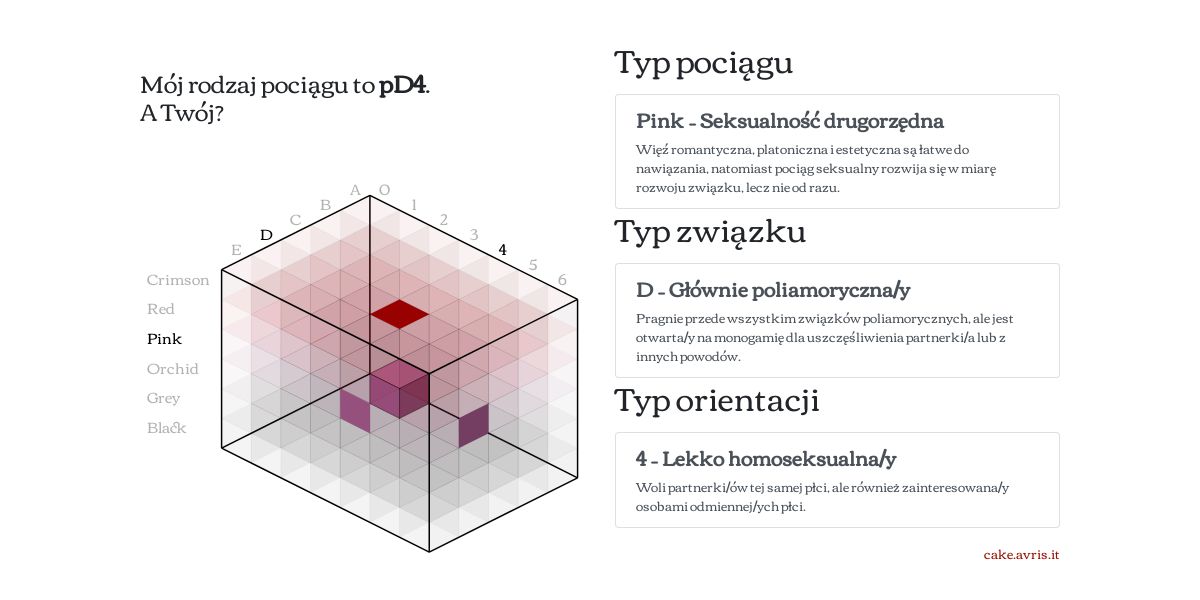 Mój rodzaj pociągu to pD4.
A Twój?
A O
B 1
C 2
D 3
E 4
5
6
Crimson
Red
Pink
Orchid
Grey
Black
Typ pociągu
Pink – Seksualność drugorzędna
Więź romantyczna, platoniczna i estetyczna są łatwe do
nawiązania, natomiast pociąg seksualny rozwija się w miarę
rozwoju związku, lecz nie od razu.
Typ związku
D – Głównie poliamoryczna/y
Pragnie przede wszystkim związków poliamorycznych, ale jest
otwarta/y na monogamię dla uszczęśliwienia partnerki/a lub z
innych powodów.
Typ orientacji
4 – Lekko homoseksualna/y
Woli partnerki/ów tej samej płci, ale również zainteresowana/y
osobami odmiennej/ych płci.
cake.avris.it